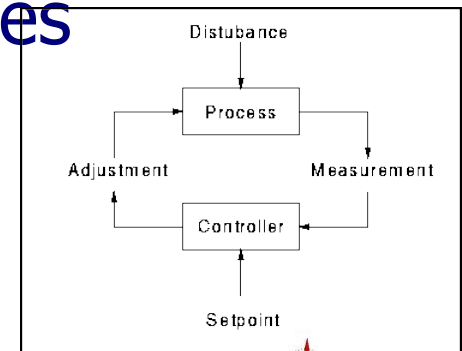 es
Distubance
Process
Adjustment
Measurement
Controller
Setpoint